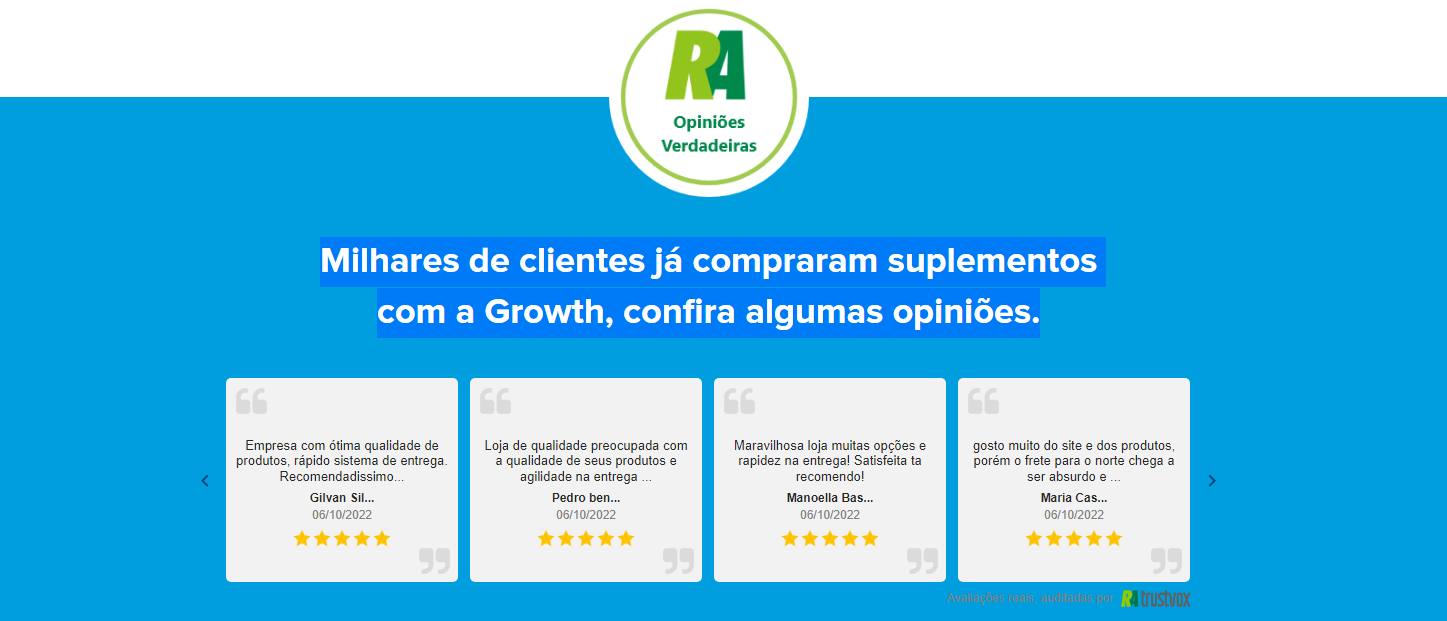 RA
Opiniões
Verdadeiras
Milhares de clientes já compraram suplementos
com a Growth, confira algumas opiniões.
Empresa com ótima qualidade de
produtos, rápido sistema de entrega.
Recomendadissimo...
Gilvan Sil...
06/10/2022
Loja de qualidade preocupada com
a qualidade de seus produtos e
agilidade na entrega ...
Pedro ben...
06/10/2022
Maravilhosa loja muitas opções e
rapidez na entrega! Satisfeita ta
recomendo!
Manoella Bas...
06/10/2022
gosto muito do site e dos produtos,
porém o frete para o norte chega a
ser absurdo e ...
Maria Cas...
06/10/2022
Avaliações reais, auditadas por RA trustvox